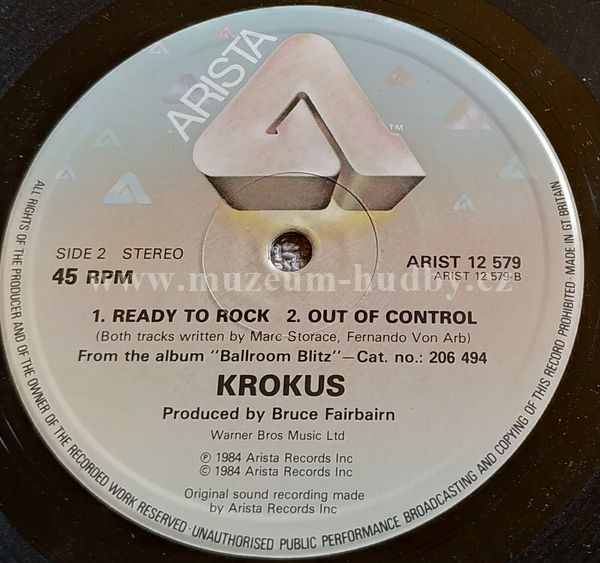 ARISTA
TM
SIDE 2 STEREO
45 RPM
ARIST 12 579
ARIST 12 579-B
www.muzeum-hudby.cz
1. READY TO ROCK 2. OUT OF CONTROL
(Both tracks written by Marc Storace, Fernando Von Arb)
From the album "Ballroom Blitz"—Cat. no.: 206 494
KROKUS
Produced by Bruce Fairbairn
Warner Bros Music Ltd
℗ 1984 Arista Records Inc
© 1984 Arista Records Inc
Original sound recording made
by Arista Records Inc
ALL RIGHTS OF THE PRODUCER AND OF THE OWNER OF THE RECORDED WORK RESERVED · UNAUTHORISED PUBLIC PERFORMANCE BROADCASTING AND COPYING OF THIS RECORD PROHIBITED · MADE IN GT BRITAIN